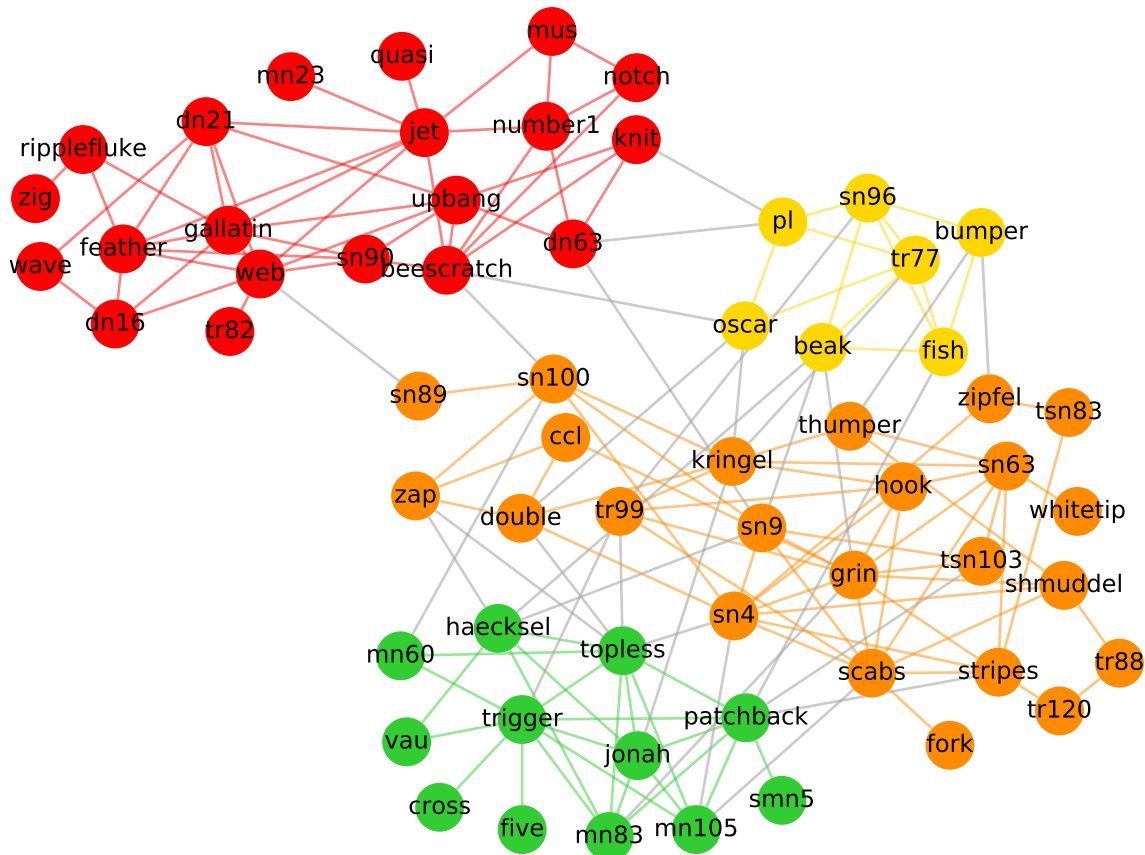 mus
quasi
mn23
notch
dn21
jet
number1
knit
ripplefluke
zig
upbang
sn96
pl
bumper
gallatin
feather
dn63
tr77
wave
web
sn90
beescratch
dn16
tr82
oscar
beak
fish
sn100
sn89
zipfel
tsn83
ccl
thumper
kringel
sn63
zap
hook
double
tr99
whitetip
sn9
tsn103
grin
shmuddel
sn4
haecksel
topless
mn60
scabs
stripes
tr88
trigger
patchback
tr120
vau
jonah
fork
cross
smn5
five
mn83
mn105